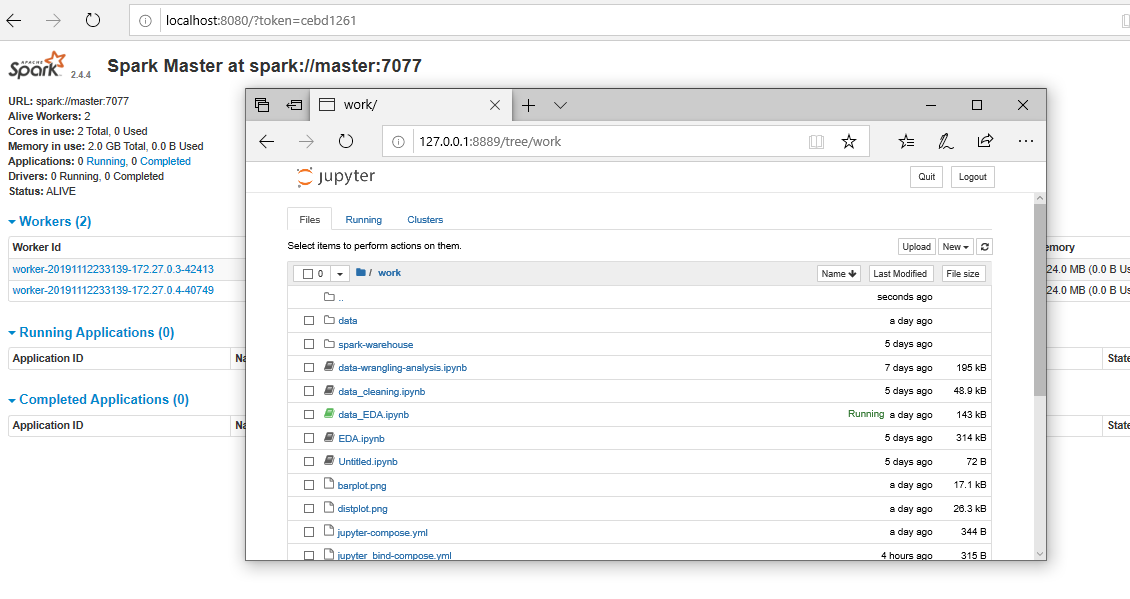 localhost:8080/?token=cebd1261
APACHE Spark 2.4.4 Spark Master at spark://master:7077
URL: spark://master:7077
Alive Workers: 2
Cores in use: 2 Total, 0 Used
Memory in use: 2.0 GB Total, 0.0 B Used
Applications: 0 Running, 0 Completed
Drivers: 0 Running, 0 Completed
Status: ALIVE
Workers (2)
Worker Id
worker-20191112233139-172.27.0.3-42413
24.0 MB (0.0 B
worker-20191112233139-172.27.0.4-40749
24.0 MB (0.0 B
Running Applications (0)
Application ID
State
Completed Applications (0)
Application ID
State
work/
127.0.0.1:8889/tree/work
jupyter
Quit Logout
Files Running Clusters
Select items to perform actions on them.
Upload New
0 / work Name Last Modified File size
.. seconds ago
data a day ago
spark-warehouse 5 days ago
data-wrangling-analysis.ipynb 7 days ago 195 kB
data_cleaning.ipynb 5 days ago 48.9 kB
data_EDA.ipynb Running a day ago 143 kB
EDA.ipynb 5 days ago 314 kB
Untitled.ipynb 5 days ago 72 B
barplot.png a day ago 17.1 kB
distplot.png a day ago 26.3 kB
jupyter-compose.yml a day ago 344 B
jupyter_bind-compose.yml 4 hours ago 315 B